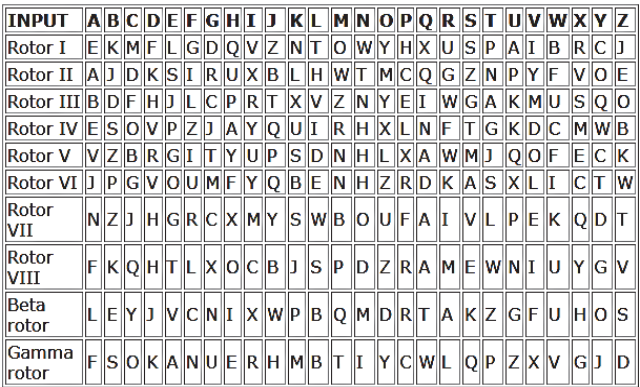 INPUT A B C D E F G H I J K L M N O P Q R S T U V W X Y Z
Rotor I E K M F L G D Q V Z N T O W Y H X U S P A I B R C J
Rotor II A J D K S I R U X B L H W T M C Q G Z N P Y F V O E
Rotor III B D F H J L C P R T X V Z N Y E I W G A K M U S Q O
Rotor IV E S O V P Z J A Y Q U I R H X L N F T G K D C M W B
Rotor V V Z B R G I T Y U P S D N H L X A W M J Q O F E C K
Rotor VI J P G V O U M F Y Q B E N H Z R D K A S X L I C T W
Rotor
VII N Z J H G R C X M Y S W B O U F A I V L P E K Q D T
Rotor
VIII F K Q H T L X O C B J S P D Z R A M E W N I U Y G V
Beta
rotor L E Y J V C N I X W P B Q M D R T A K Z G F U H O S
Gamma
rotor F S O K A N U E R H M B T I Y C W L Q P Z X V G J D